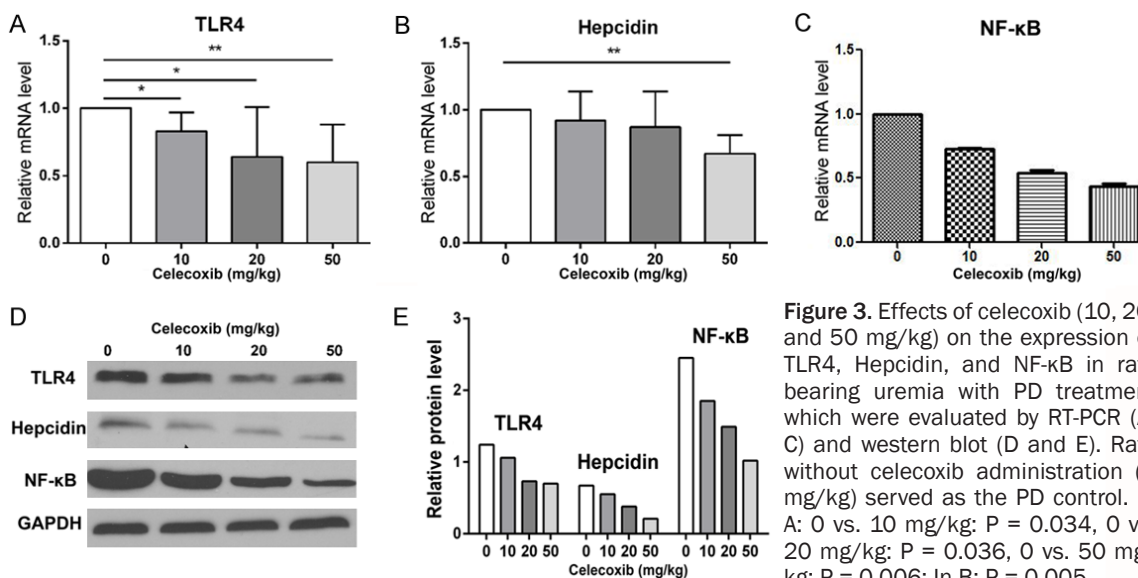 A
TLR4
Relative mRNA level
1.5
1.0
0.5
0.0
**
*
*
0 10 20 50
Celecoxib (mg/kg)
B
Hepcidin
Relative mRNA level
1.5
1.0
0.5
0.0
**
0 10 20 50
Celecoxib (mg/kg)
C
NF-κB
Relative mRNA level
1.5
1.0
0.5
0.0
0 10 20 50
Celecoxib (mg/kg)
D
Celecoxib (mg/kg)
0 10 20 50
TLR4
Hepcidin
NF-κB
GAPDH
E
Relative protein level
3
2
1
0
TLR4
Hepcidin
NF-κB
0 10 20 50 0 10 20 50 0 10 20 50
Celecoxib (mg/kg)
Figure 3. Effects of celecoxib (10, 20
and 50 mg/kg) on the expression
TLR4, Hepcidin, and NF-κB in
bearing uremia with PD
which were evaluated by RT-PCR
C) and western blot (D and E).
without celecoxib administration
mg/kg) served as the PD control.
A: 0 vs. 10 mg/kg: P = 0.034, 0
20 mg/kg: P = 0.036, 0 vs. 50
kg: P = 0.006; In B: P = 0.005